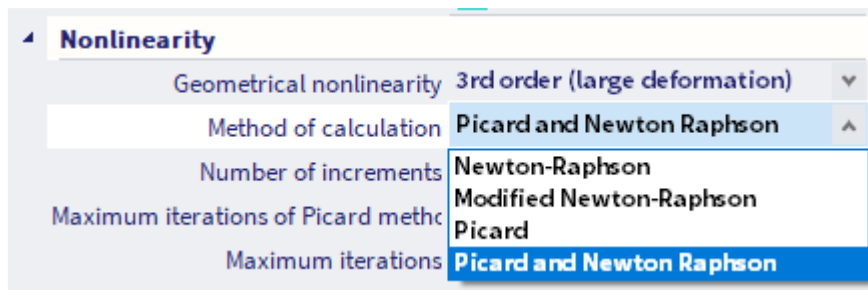 Nonlinearity
Geometrical nonlinearity 3rd order (large deformation)
Method of calculation Picard and Newton Raphson
Number of increments
Newton-Raphson
Modified Newton-Raphson
Maximum iterations of Picard metho
Picard
Maximum iterations
Picard and Newton Raphson